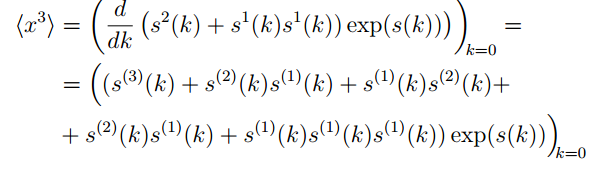 ⟨x³⟩ = ( d/dk (s²(k) + s¹(k)s¹(k)) exp(s(k))) )ₖ₌₀ =
= ((s⁽³⁾(k) + s⁽²⁾(k)s⁽¹⁾(k) + s⁽¹⁾(k)s⁽²⁾(k)+
+ s⁽²⁾(k)s⁽¹⁾(k) + s⁽¹⁾(k)s⁽¹⁾(k)s⁽¹⁾(k)) exp(s(k)))ₖ₌₀